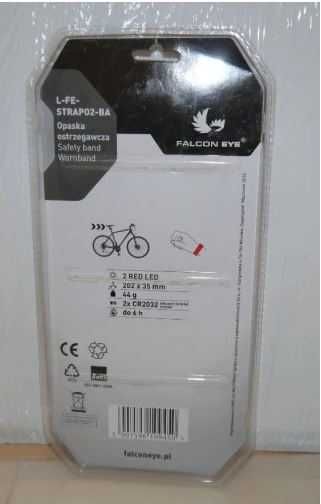 L-FE-
STRAP02-BA
Opaska
ostrzegawcza
Safety band
Warnband
FALCON EYE
2 RED LED
202 x 35 mm
44 g
2x CR2032
do 6 h
CE
falconeye.pl